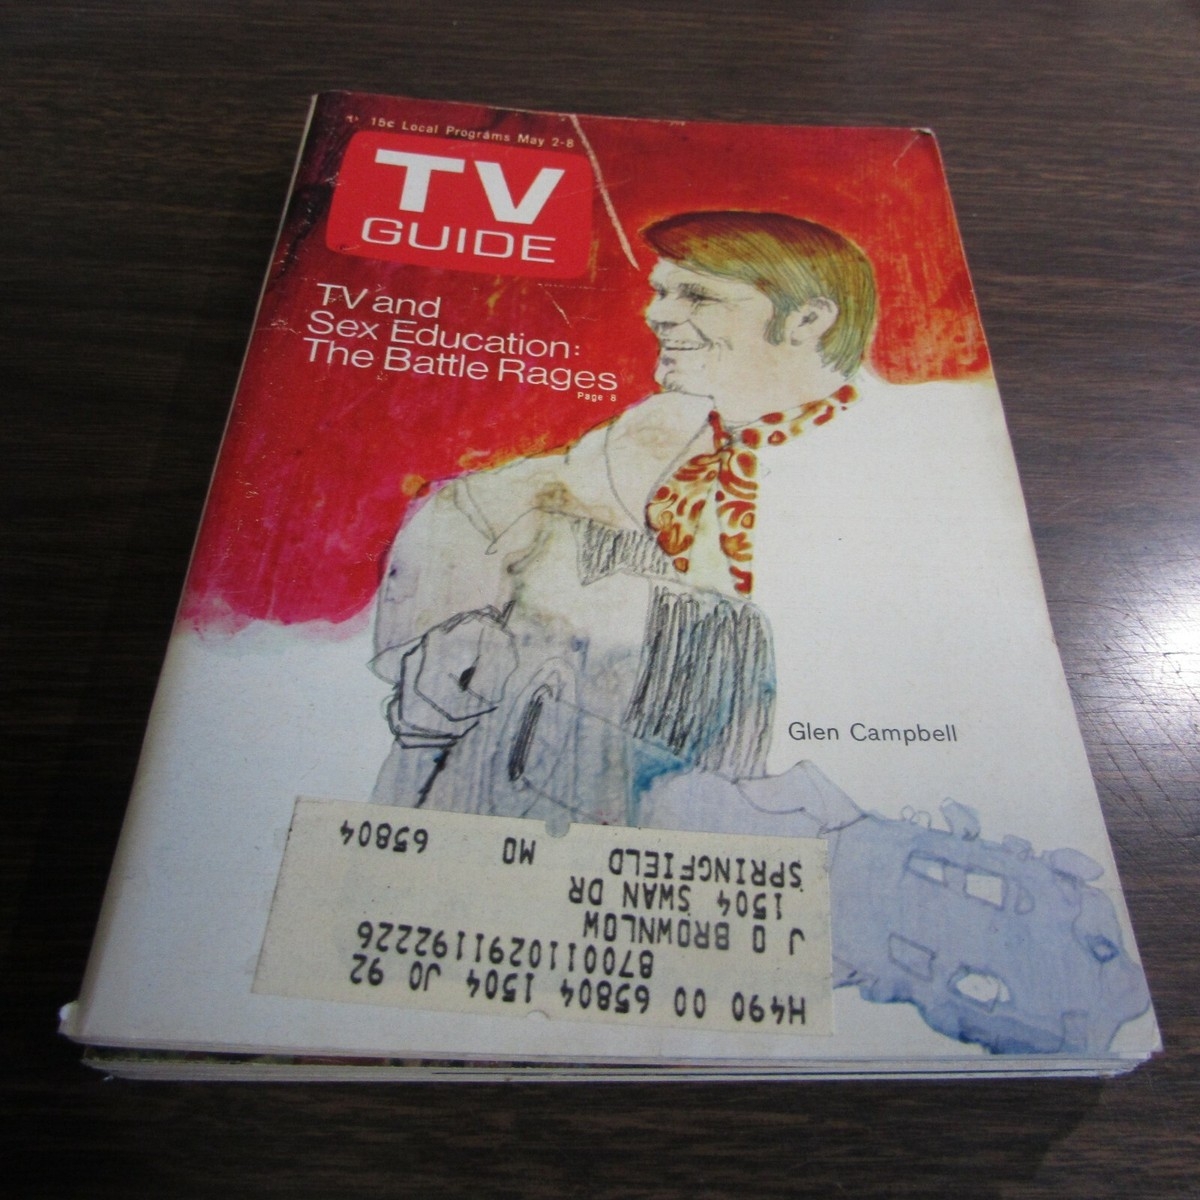 15¢ Local Programs May 2-8
TV
GUIDE
TV and
Sex Education:
The Battle Rages
Page 8
Glen Campbell
H490 00 65804 1504 JO 92
8700110291192226
J O BROWNLOW
1504 SWAN DR
SPRINGFIELD MO 65804